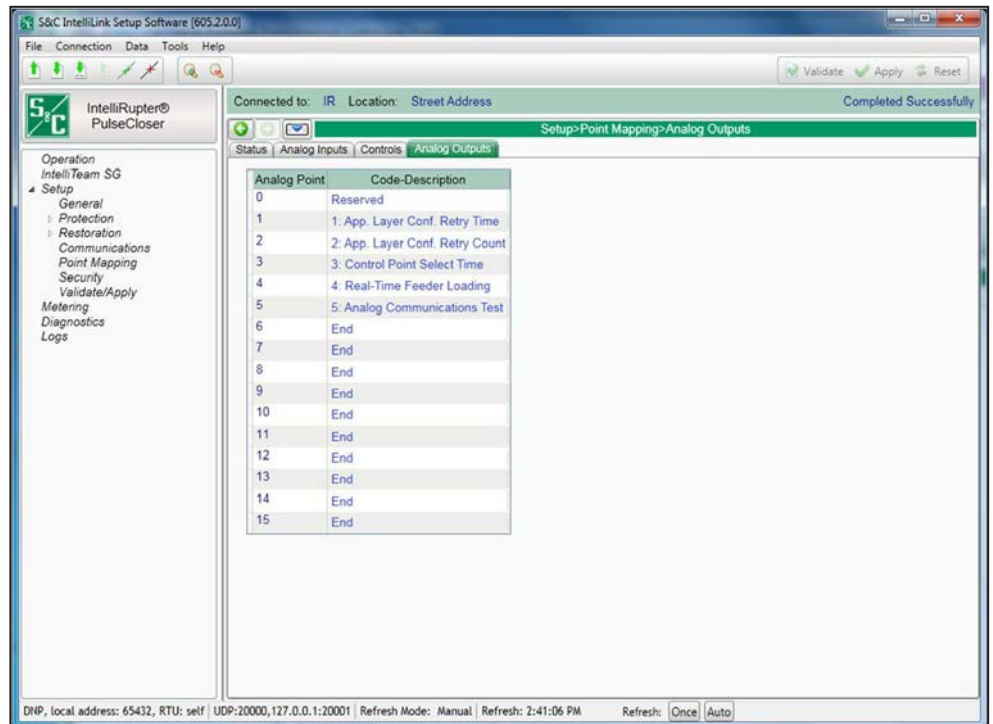 S&C IntelliLink Setup Software [605.2.0.0]
File Connection Data Tools Help
Validate Apply Reset
S&C
IntelliRupter®
PulseCloser
Connected to: IR Location: Street Address Completed Successfully
Setup>Point Mapping>Analog Outputs
Status Analog Inputs Controls Analog Outputs
Operation
IntelliTeam SG
Setup
General
Protection
Restoration
Communications
Point Mapping
Security
Validate/Apply
Metering
Diagnostics
Logs
Analog Point Code-Description
0 Reserved
1 1: App. Layer Conf. Retry Time
2 2: App. Layer Conf. Retry Count
3 3: Control Point Select Time
4 4: Real-Time Feeder Loading
5 5: Analog Communications Test
6 End
7 End
8 End
9 End
10 End
11 End
12 End
13 End
14 End
15 End
DNP, local address: 65432, RTU: self UDP:20000,127.0.0.1:20001 Refresh Mode: Manual Refresh: 2:41:06 PM Refresh: Once Auto